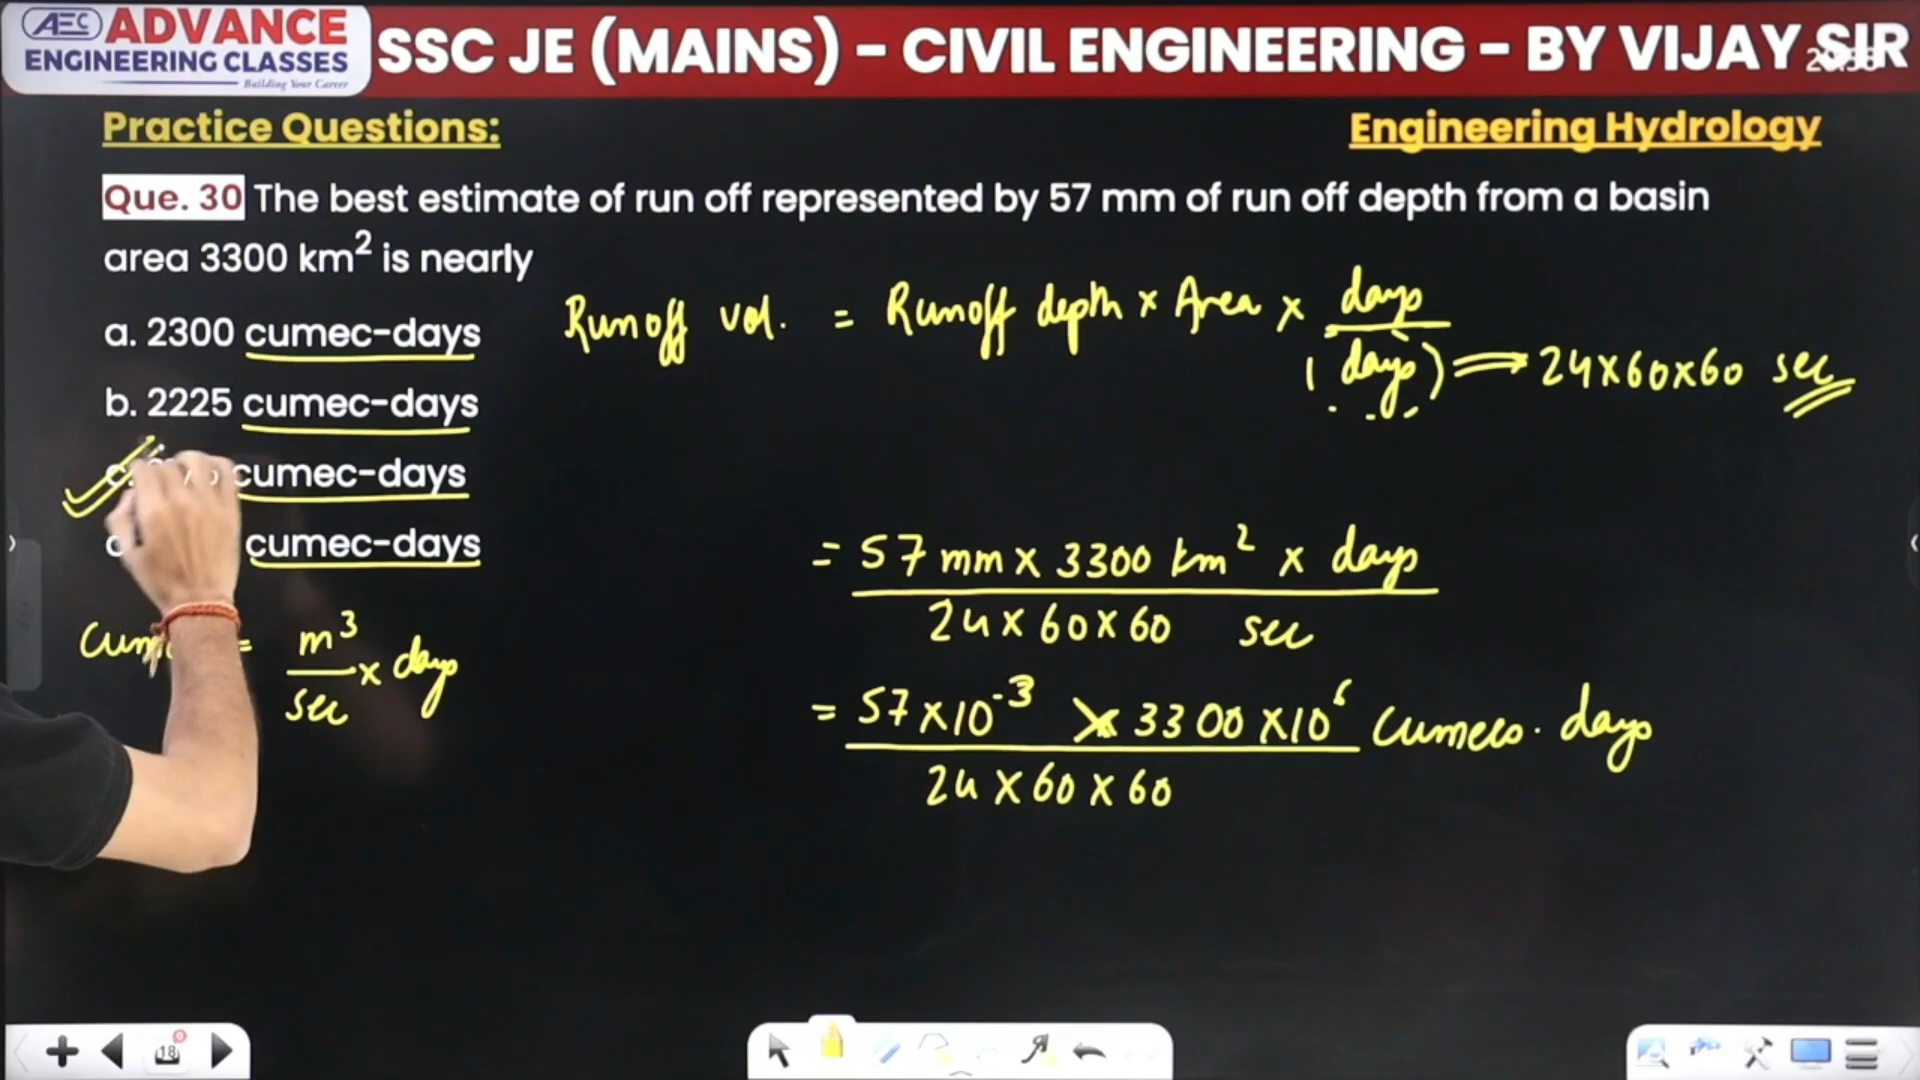 AEC ADVANCE
ENGINEERING CLASSES
Building Your Career
SSC JE (MAINS) - CIVIL ENGINEERING - BY VIJAY SIR
Practice Questions:
Engineering Hydrology
Que. 30 The best estimate of run off represented by 57 mm of run off depth from a basin
area 3300 km² is nearly
a. 2300 cumec-days
b. 2225 cumec-days
cumec-days
cumec-days
Runoff vol. = Runoff depth × Area × days / (1 days) ⇒ 24×60×60 sec
= 57 mm × 3300 km² × days
24 × 60 × 60 sec
= 57 × 10⁻³ × 3300 × 10⁶ cumecs. days
24 × 60 × 60
= m³ / sec × days
18